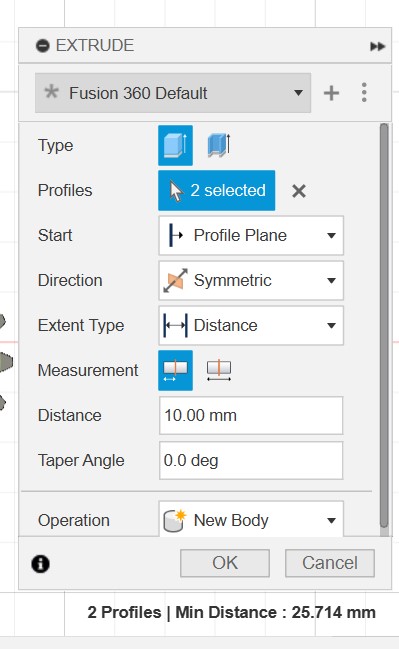 EXTRUDE
Fusion 360 Default
Type
Profiles 2 selected
Start Profile Plane
Direction Symmetric
Extent Type Distance
Measurement
Distance 10.00 mm
Taper Angle 0.0 deg
Operation New Body
OK Cancel
2 Profiles | Min Distance : 25.714 mm